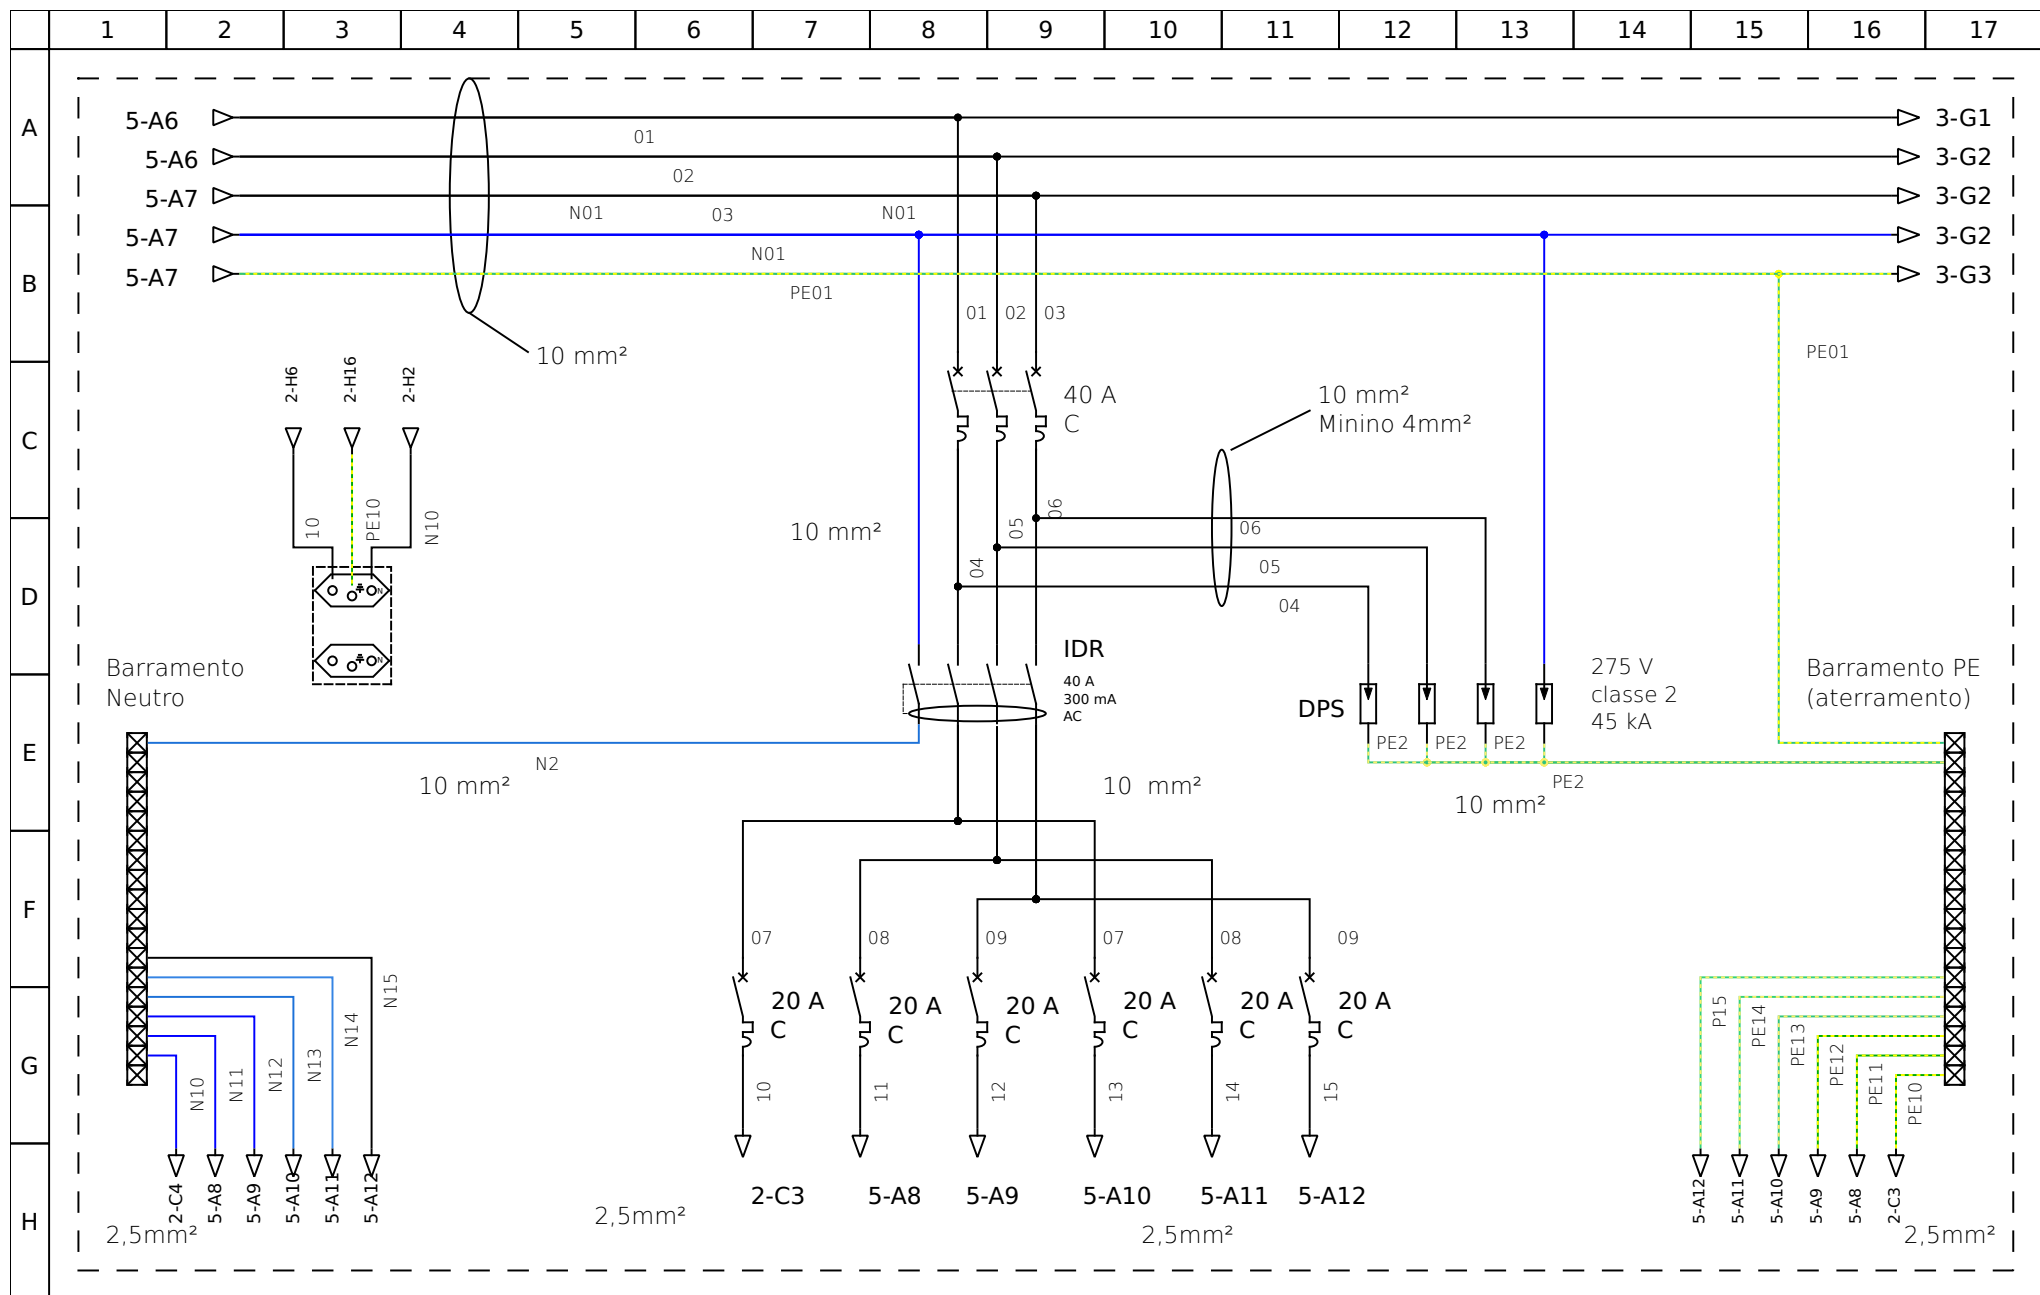 1 2 3 4 5 6 7 8 9 10 11 12 13 14 15 16 17
A
B
C
D
E
F
G
H
5-A6
01
3-G1
5-A6
02
3-G2
5-A7
N01
03
N01
3-G2
5-A7
N01
3-G2
5-A7
PE01
3-G3
01 02 03
10 mm²
PE01
2-H6
2-H16
2-H2
10
PE10
N10
40 A
C
10 mm²
Minino 4mm²
10 mm²
04
05
06
06
05
04
N
N
Barramento
Neutro
IDR
40 A
300 mA
AC
DPS
275 V
classe 2
45 kA
Barramento PE
(aterramento)
PE2 PE2 PE2
PE2
N2
10 mm²
10 mm²
10 mm²
07 08 09 07 08 09
20 A
C
20 A
C
20 A
C
20 A
C
20 A
C
20 A
C
10
11
12
13
14
15
N10
N11
N12
N13
N14
N15
P15
PE14
PE13
PE12
PE11
PE10
2-C4
5-A8
5-A9
5-A10
5-A11
5-A12
2-C3 5-A8 5-A9 5-A10 5-A11 5-A12
5-A12
5-A11
5-A10
5-A9
5-A8
2-C3
2,5mm²
2,5mm²
2,5mm²
2,5mm²